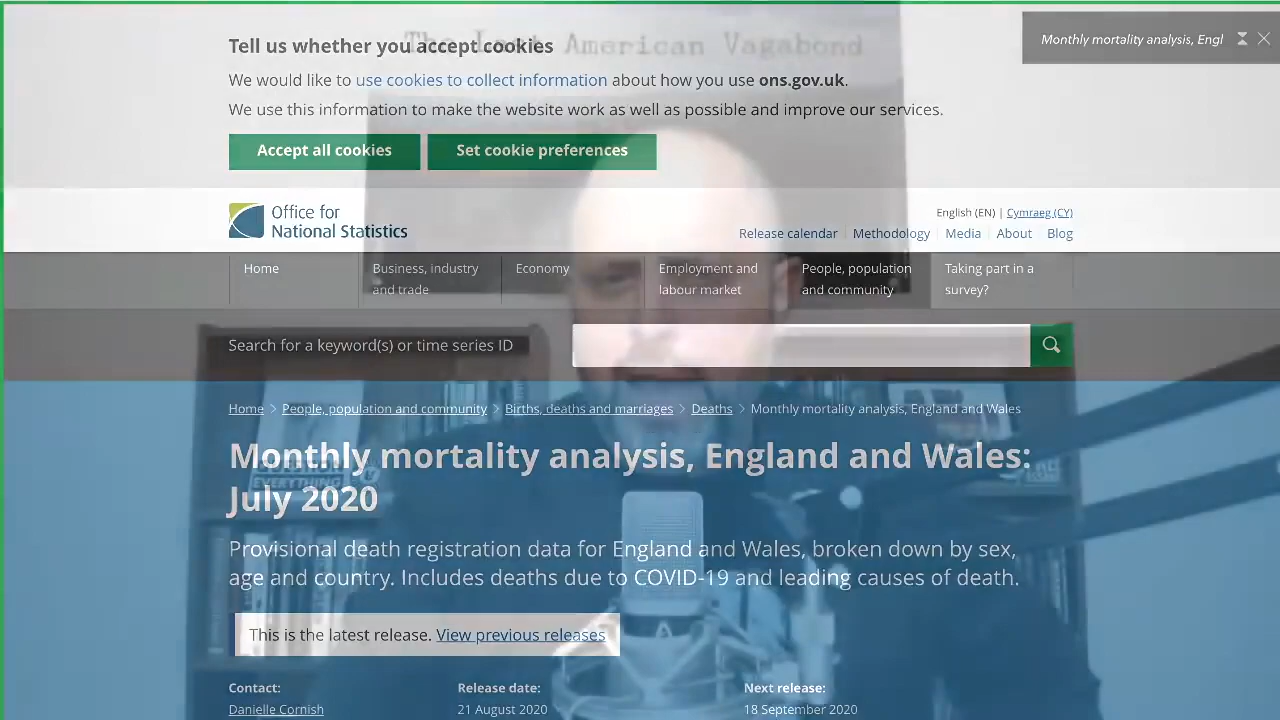 The Last American Vagabond
Tell us whether you accept cookies
Monthly mortality analysis, Engl
We would like to use cookies to collect information about how you use ons.gov.uk.
We use this information to make the website work as well as possible and improve our services.
Accept all cookies
Set cookie preferences
Office for
National Statistics
English (EN) | Cymraeg (CY)
Release calendar
Methodology
Media
About
Blog
Home
Business, industry
and trade
Economy
Employment and
labour market
People, population
and community
Taking part in a
survey?
Search for a keyword(s) or time series ID
Home > People, population and community > Births, deaths and marriages > Deaths > Monthly mortality analysis, England and Wales
Monthly mortality analysis, England and Wales:
July 2020
EVERYTHING
Provisional death registration data for England and Wales, broken down by sex,
age and country. Includes deaths due to COVID-19 and leading causes of death.
This is the latest release. View previous releases
Contact:
Danielle Cornish
Release date:
21 August 2020
Next release:
18 September 2020